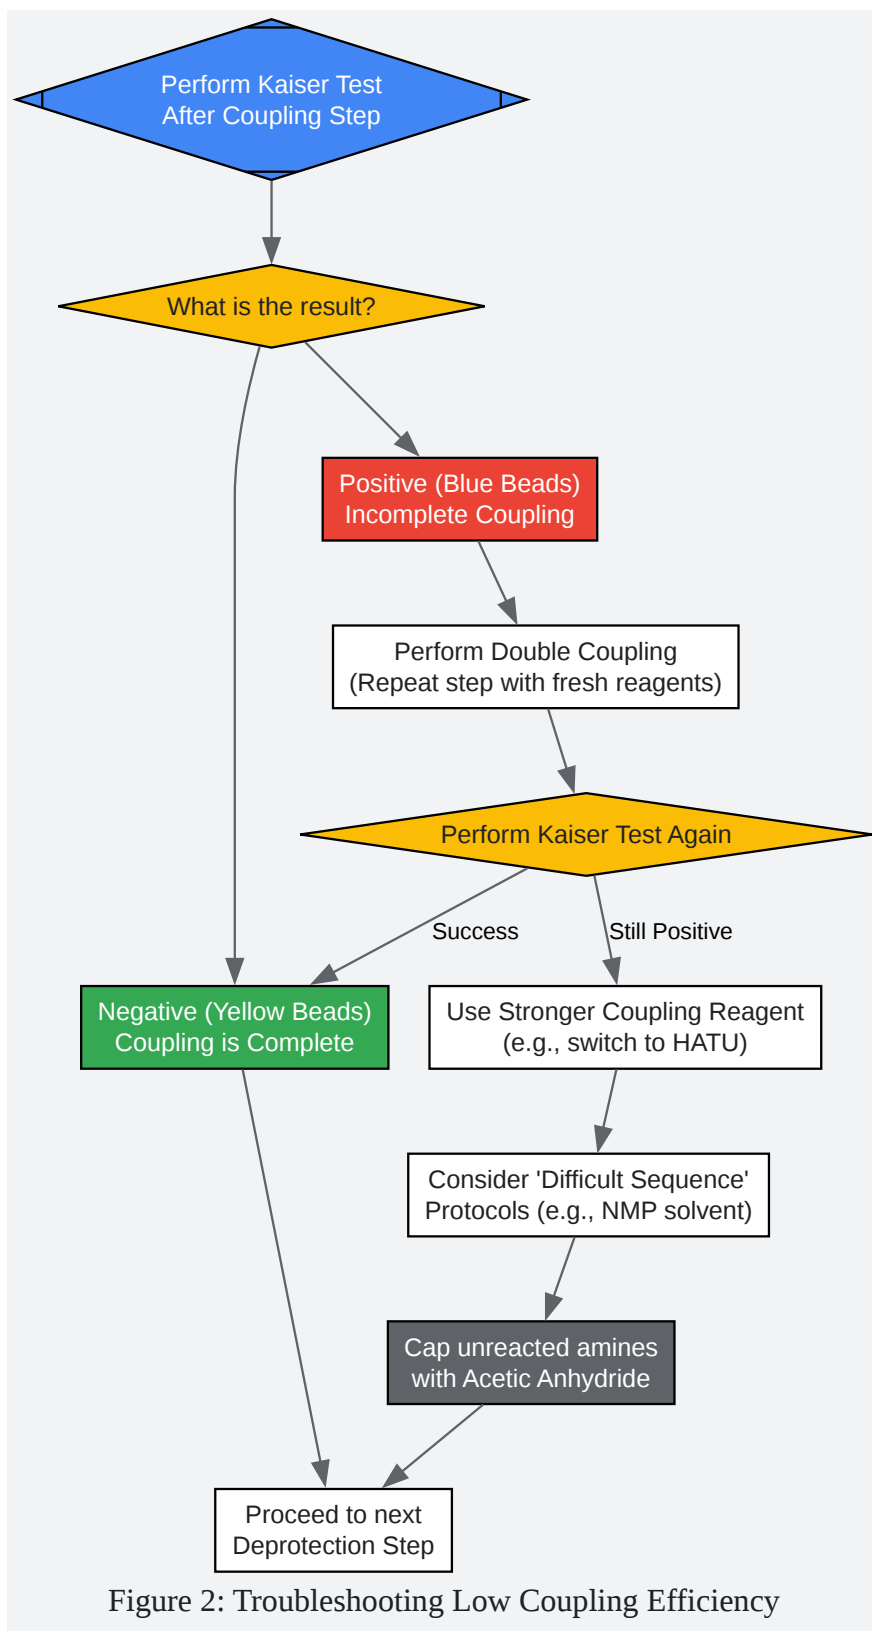 Perform Kaiser Test
After Coupling Step
What is the result?
Positive (Blue Beads)
Incomplete Coupling
Perform Double Coupling
(Repeat step with fresh reagents)
Perform Kaiser Test Again
Success
Still Positive
Negative (Yellow Beads)
Coupling is Complete
Use Stronger Coupling Reagent
(e.g., switch to HATU)
Consider 'Difficult Sequence'
Protocols (e.g., NMP solvent)
Cap unreacted amines
with Acetic Anhydride
Proceed to next
Deprotection Step
Figure 2: Troubleshooting Low Coupling Efficiency